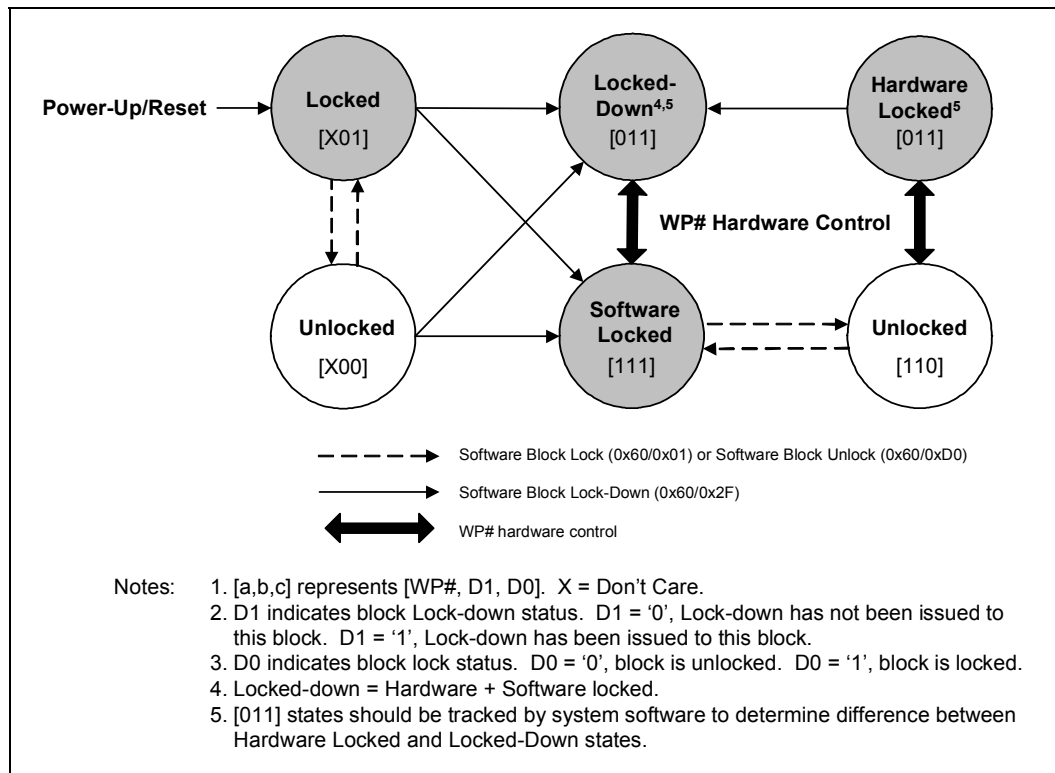 Power-Up/Reset
Locked
[X01]
Locked-
Down4,5
[011]
Hardware
Locked5
[011]
WP# Hardware Control
Unlocked
[X00]
Software
Locked
[111]
Unlocked
[110]
Software Block Lock (0x60/0x01) or Software Block Unlock (0x60/0xD0)
Software Block Lock-Down (0x60/0x2F)
WP# hardware control
Notes: 1. [a,b,c] represents [WP#, D1, D0]. X = Don’t Care.
2. D1 indicates block Lock-down status. D1 = ‘0’, Lock-down has not been issued to
this block. D1 = ‘1’, Lock-down has been issued to this block.
3. D0 indicates block lock status. D0 = ‘0’, block is unlocked. D0 = ‘1’, block is locked.
4. Locked-down = Hardware + Software locked.
5. [011] states should be tracked by system software to determine difference between
Hardware Locked and Locked-Down states.